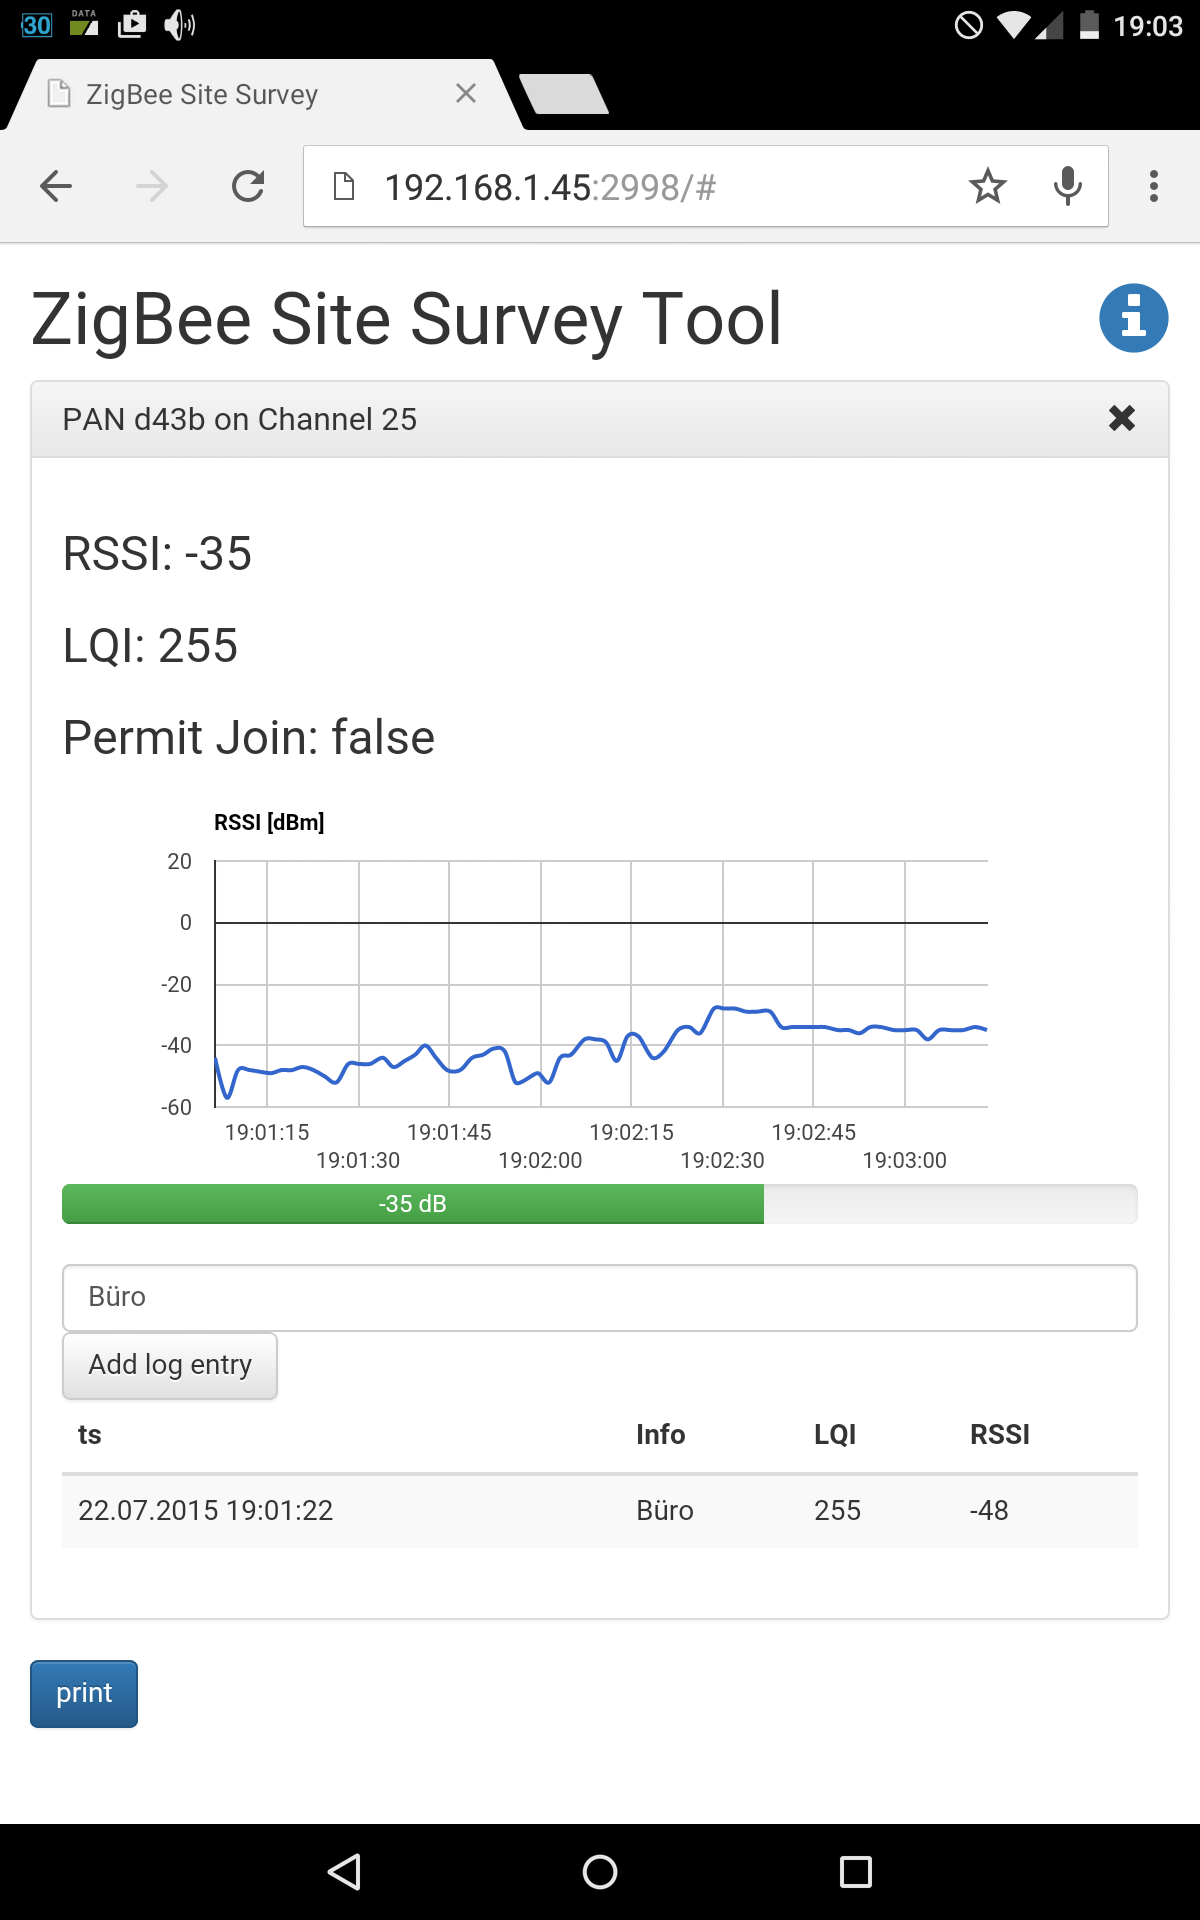 30 DATA 19:03
ZigBee Site Survey
192.168.1.45:2998/#
ZigBee Site Survey Tool
PAN d43b on Channel 25
RSSI: -35
LQI: 255
Permit Join: false
RSSI [dBm]
20
0
-20
-40
-60
19:01:15 19:01:45 19:02:15 19:02:45
19:01:30 19:02:00 19:02:30 19:03:00
-35 dB
Büro
Add log entry
ts Info LQI RSSI
22.07.2015 19:01:22 Büro 255 -48
print